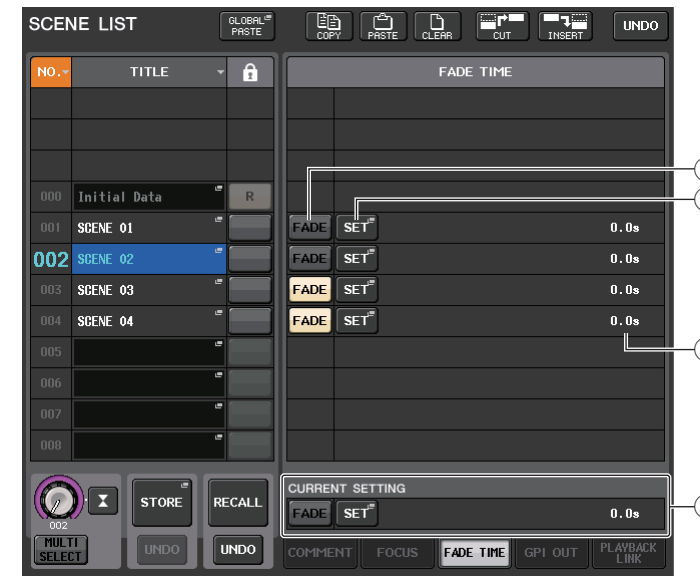 SCENE LIST GLOBAL PASTE COPY PASTE CLEAR CUT INSERT UNDO
NO. TITLE FADE TIME
000 Initial Data R
001 SCENE 01 FADE SET 0.0s
002 SCENE 02 FADE SET 0.0s
003 SCENE 03 FADE SET 0.0s
004 SCENE 04 FADE SET 0.0s
005
006
007
008
CURRENT SETTING
STORE RECALL FADE SET 0.0s
002
MULTI SELECT UNDO UNDO COMMENT FOCUS FADE TIME GPI OUT PLAYBACK LINK